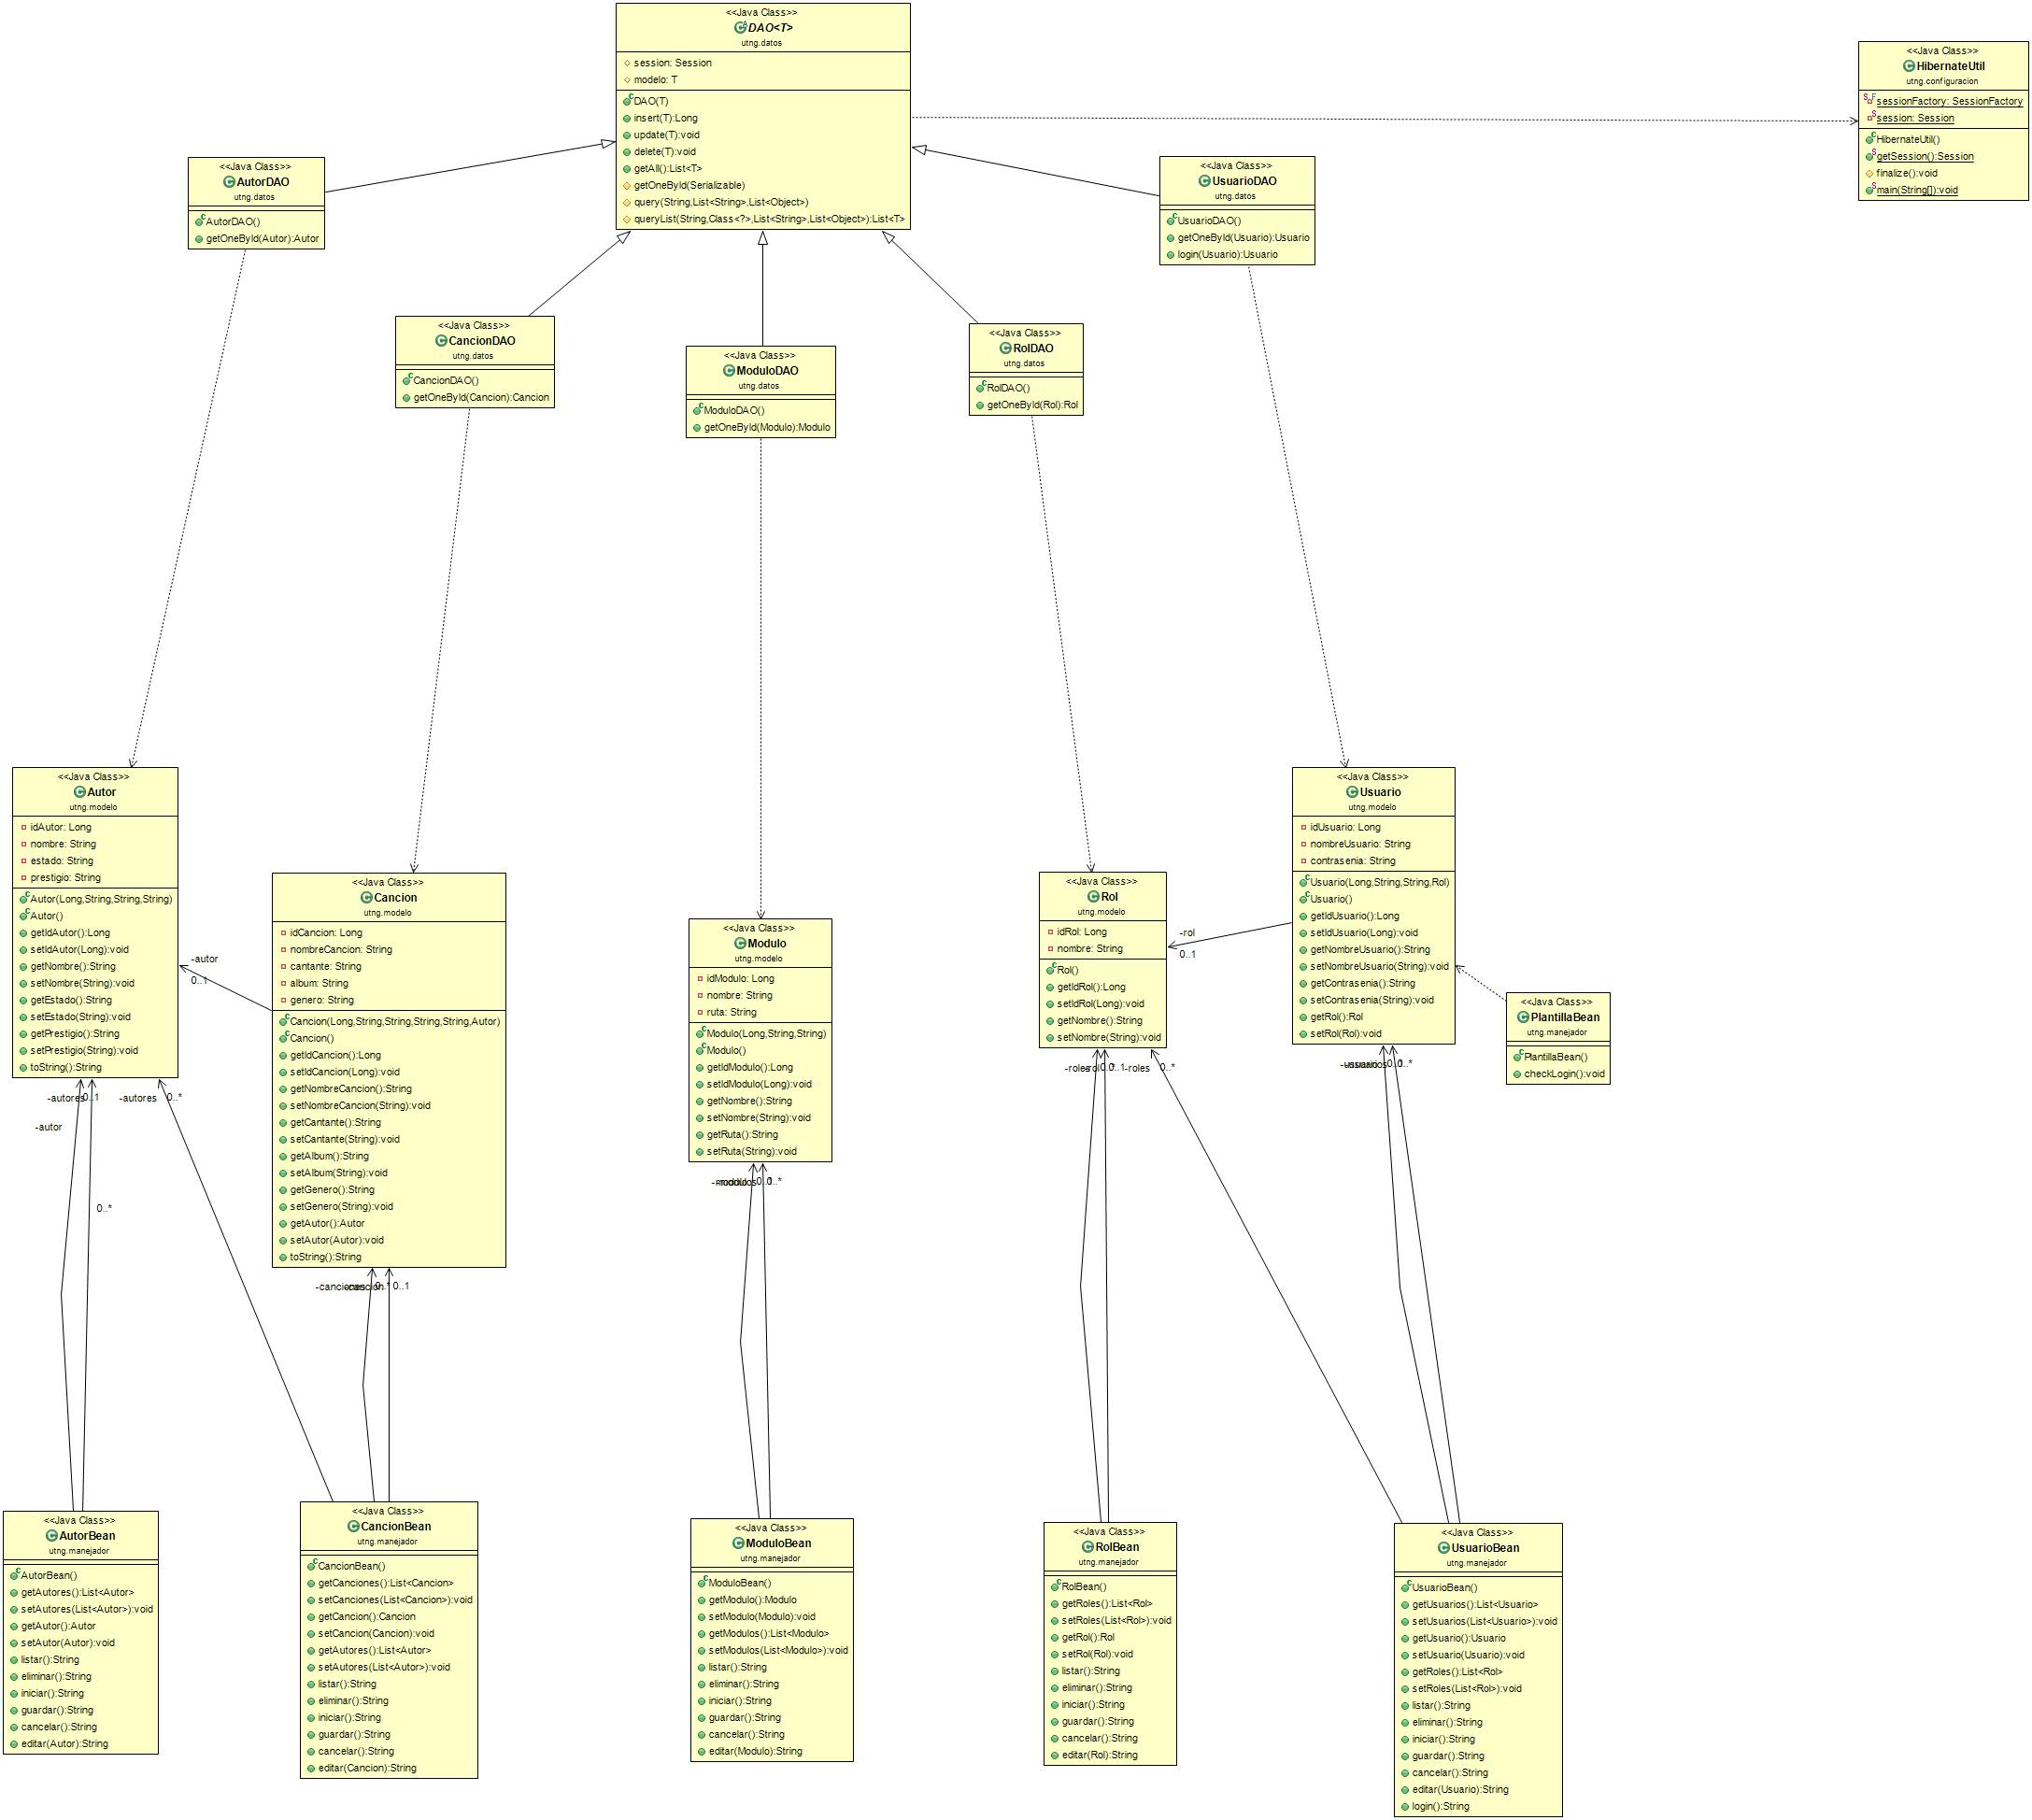 <<Java Class>>
DAO<T>
utng.datos
session: Session
modelo: T
DAO(T)
insert(T):Long
update(T):void
delete(T):void
getAll():List<T>
getOneById(Serializable)
query(String,List<String>,List<Object>)
queryList(String,Class<?>,List<String>,List<Object>):List<T>
<<Java Class>>
HibernateUtil
utng.configuracion
sessionFactory: SessionFactory
session: Session
HibernateUtil()
getSession():Session
finalize():void
main(String[]):void
<<Java Class>>
AutorDAO
utng.datos
AutorDAO()
getOneById(Autor):Autor
<<Java Class>>
UsuarioDAO
utng.datos
UsuarioDAO()
getOneById(Usuario):Usuario
login(Usuario):Usuario
<<Java Class>>
CancionDAO
utng.datos
CancionDAO()
getOneById(Cancion):Cancion
<<Java Class>>
ModuloDAO
utng.datos
ModuloDAO()
getOneById(Modulo):Modulo
<<Java Class>>
RolDAO
utng.datos
RolDAO()
getOneById(Rol):Rol
<<Java Class>>
Autor
utng.modelo
idAutor: Long
nombre: String
estado: String
prestigio: String
Autor(Long,String,String,String)
Autor()
getIdAutor():Long
setIdAutor(Long):void
getNombre():String
setNombre(String):void
getEstado():String
setEstado(String):void
getPrestigio():String
setPrestigio(String):void
toString():String
-autor
0..1
<<Java Class>>
Cancion
utng.modelo
idCancion: Long
nombreCancion: String
cantante: String
album: String
genero: String
Cancion(Long,String,String,String,String,Autor)
Cancion()
getIdCancion():Long
setIdCancion(Long):void
getNombreCancion():String
setNombreCancion(String):void
getCantante():String
setCantante(String):void
getAlbum():String
setAlbum(String):void
getGenero():String
setGenero(String):void
getAutor():Autor
setAutor(Autor):void
toString():String
<<Java Class>>
Modulo
utng.modelo
idModulo: Long
nombre: String
ruta: String
Modulo(Long,String,String)
Modulo()
getIdModulo():Long
setIdModulo(Long):void
getNombre():String
setNombre(String):void
getRuta():String
setRuta(String):void
<<Java Class>>
Rol
utng.modelo
idRol: Long
nombre: String
Rol()
getIdRol():Long
setIdRol(Long):void
getNombre():String
setNombre(String):void
-rol
0..1
<<Java Class>>
Usuario
utng.modelo
idUsuario: Long
nombreUsuario: String
contrasenia: String
Usuario(Long,String,String,Rol)
Usuario()
getIdUsuario():Long
setIdUsuario(Long):void
getNombreUsuario():String
setNombreUsuario(String):void
getContrasenia():String
setContrasenia(String):void
getRol():Rol
setRol(Rol):void
<<Java Class>>
PlantillaBean
utng.manejador
PlantillaBean()
checkLogin():void
-autores 0..1
-autores 0..*
-autor
0..*
-roles 0..*
0..1
<<Java Class>>
AutorBean
utng.manejador
AutorBean()
getAutores():List<Autor>
setAutores(List<Autor>):void
getAutor():Autor
setAutor(Autor):void
listar():String
eliminar():String
iniciar():String
guardar():String
cancelar():String
editar(Autor):String
<<Java Class>>
CancionBean
utng.manejador
CancionBean()
getCanciones():List<Cancion>
setCanciones(List<Cancion>):void
getCancion():Cancion
setCancion(Cancion):void
getAutores():List<Autor>
setAutores(List<Autor>):void
listar():String
eliminar():String
iniciar():String
guardar():String
cancelar():String
editar(Cancion):String
<<Java Class>>
ModuloBean
utng.manejador
ModuloBean()
getModulo():Modulo
setModulo(Modulo):void
getModulos():List<Modulo>
setModulos(List<Modulo>):void
listar():String
eliminar():String
iniciar():String
guardar():String
cancelar():String
editar(Modulo):String
<<Java Class>>
RolBean
utng.manejador
RolBean()
getRoles():List<Rol>
setRoles(List<Rol>):void
getRol():Rol
setRol(Rol):void
listar():String
eliminar():String
iniciar():String
guardar():String
cancelar():String
editar(Rol):String
<<Java Class>>
UsuarioBean
utng.manejador
UsuarioBean()
getUsuarios():List<Usuario>
setUsuarios(List<Usuario>):void
getUsuario():Usuario
setUsuario(Usuario):void
getRoles():List<Rol>
setRoles(List<Rol>):void
listar():String
eliminar():String
iniciar():String
guardar():String
cancelar():String
editar(Usuario):String
login():String